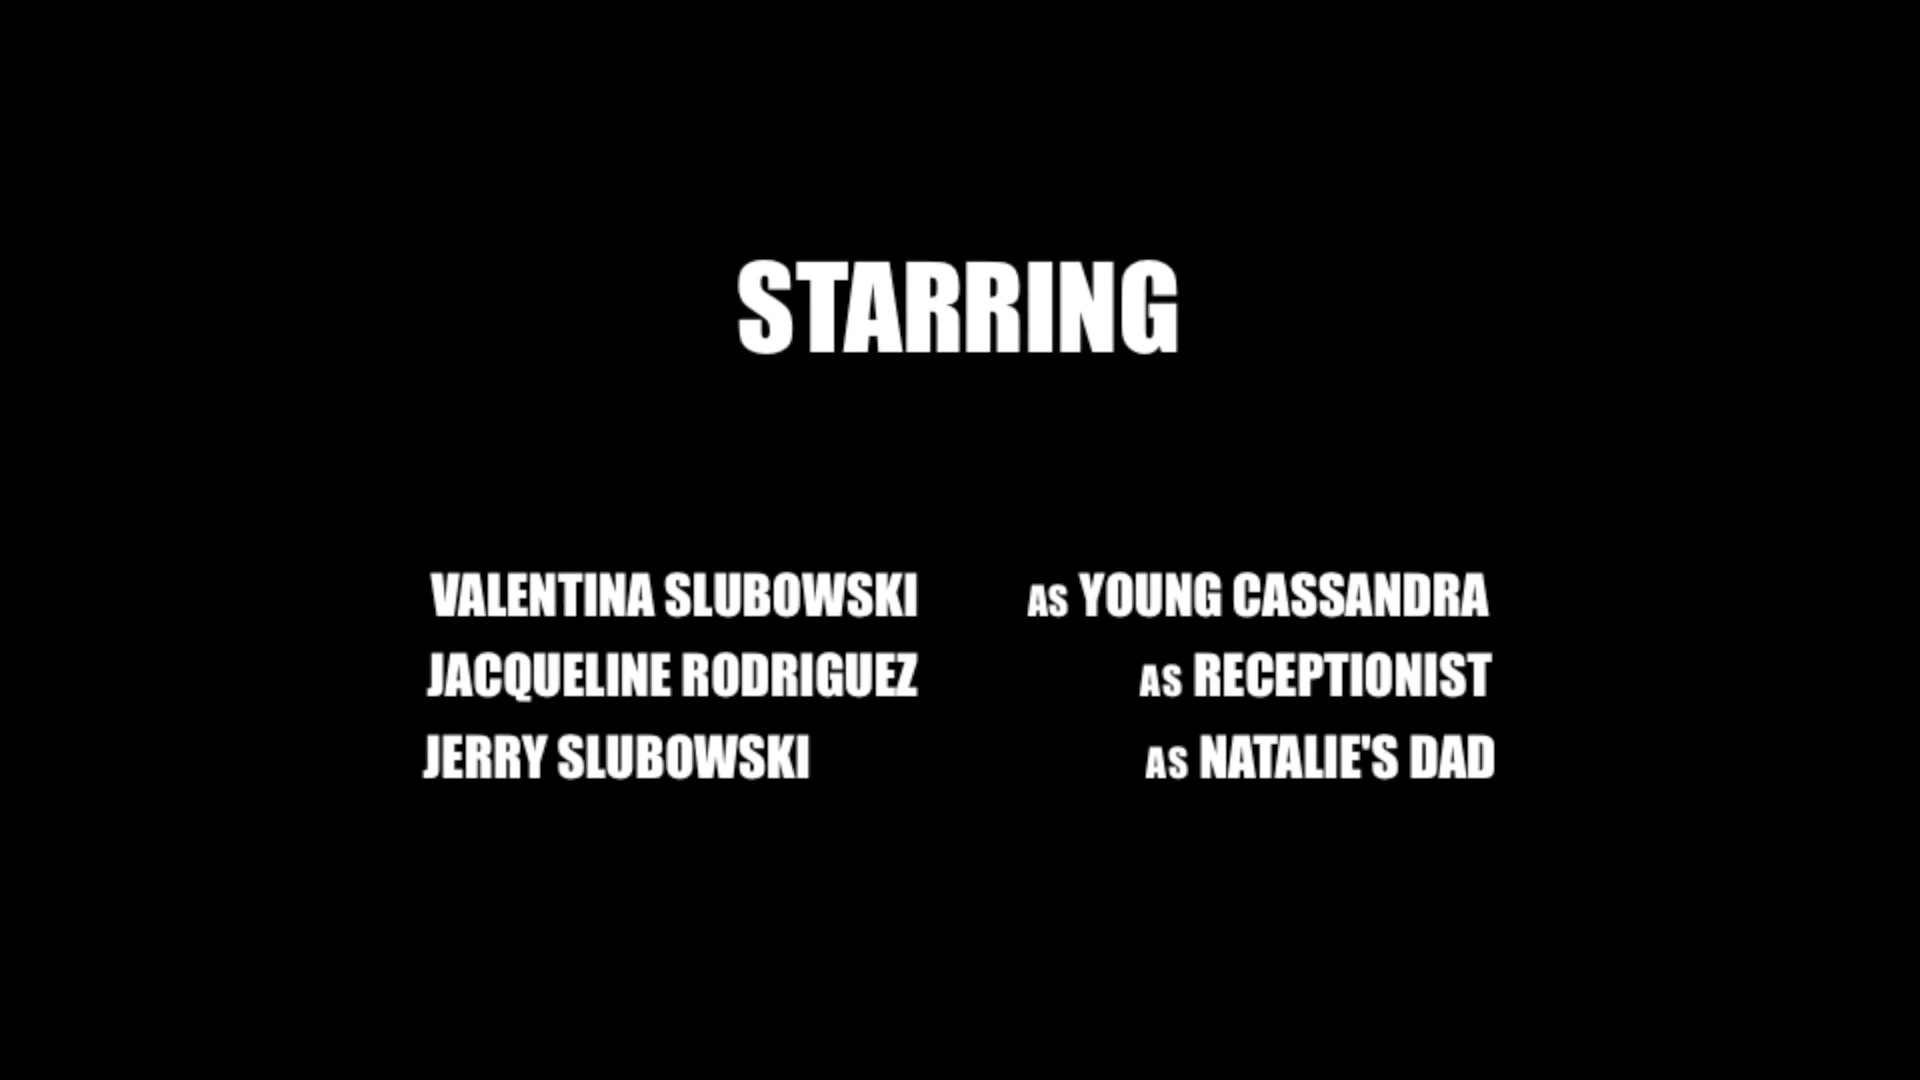 STARRING
VALENTINA SLUBOWSKI AS YOUNG CASSANDRA
JACQUELINE RODRIGUEZ AS RECEPTIONIST
JERRY SLUBOWSKI AS NATALIE'S DAD